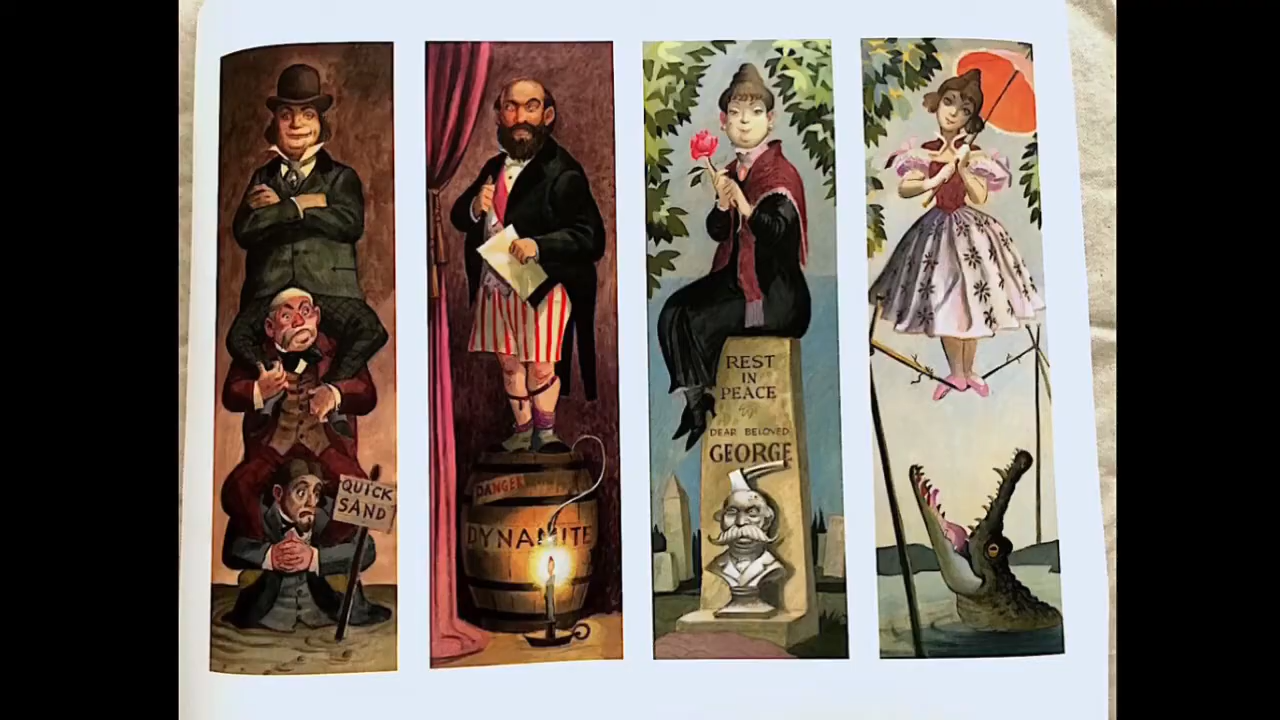 QUICK
SAND
DANGER
DYNAMITE
REST
IN
PEACE
DEAR BELOVED
GEORGE